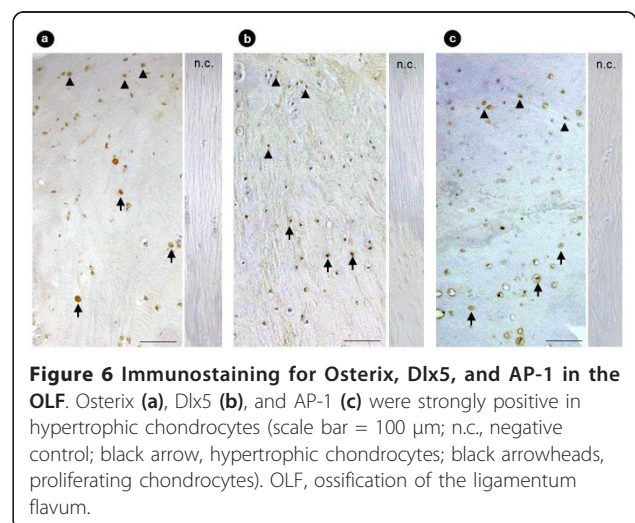 a
b
c
n.c.
n.c.
n.c.
Figure 6 Immunostaining for Osterix, Dlx5, and AP-1 in the
OLF. Osterix (a), Dlx5 (b), and AP-1 (c) were strongly positive in
hypertrophic chondrocytes (scale bar = 100 μm; n.c., negative
control; black arrow, hypertrophic chondrocytes; black arrowheads,
proliferating chondrocytes). OLF, ossification of the ligamentum
flavum.